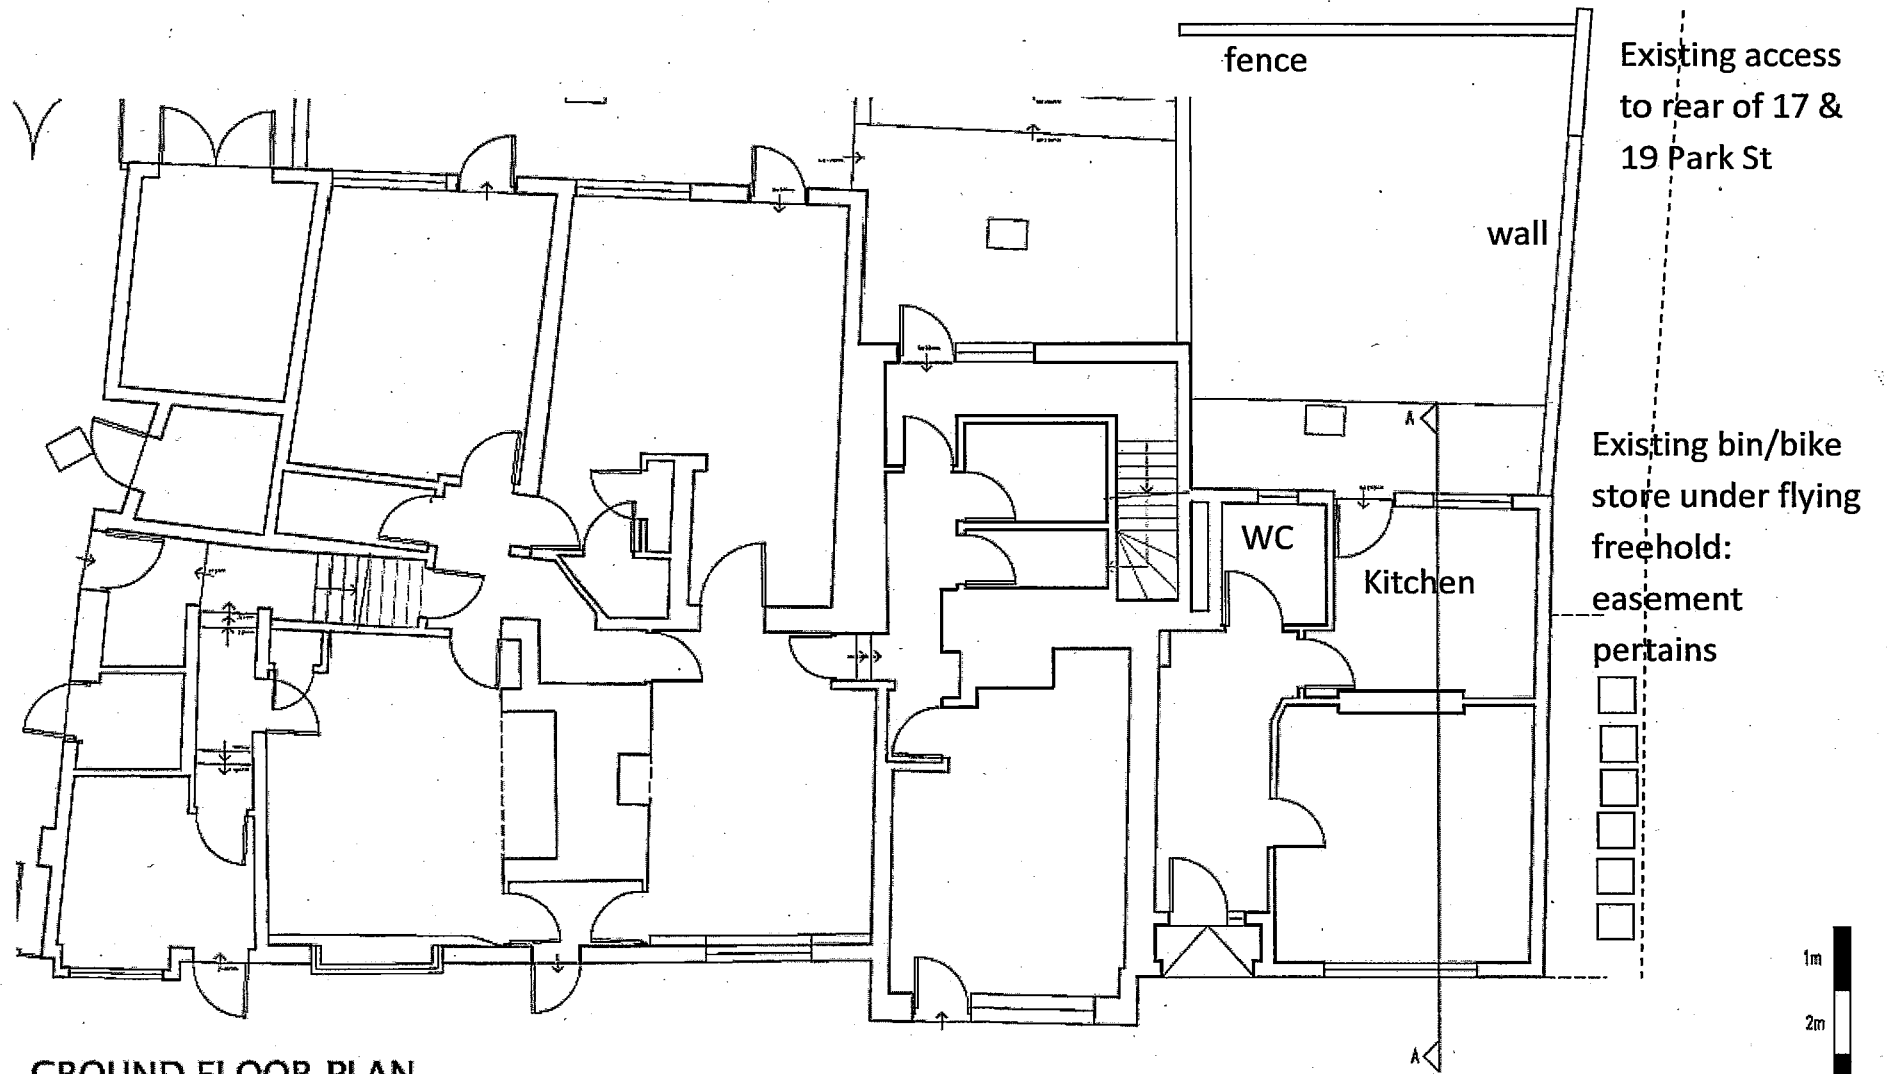 fence
Existing access
to rear of 17 &
19 Park St
wall
A
Existing bin/bike
store under flying
freehold:
easement
pertains
WC
Kitchen
1m
2m
A
GROUND FLOOR PLAN